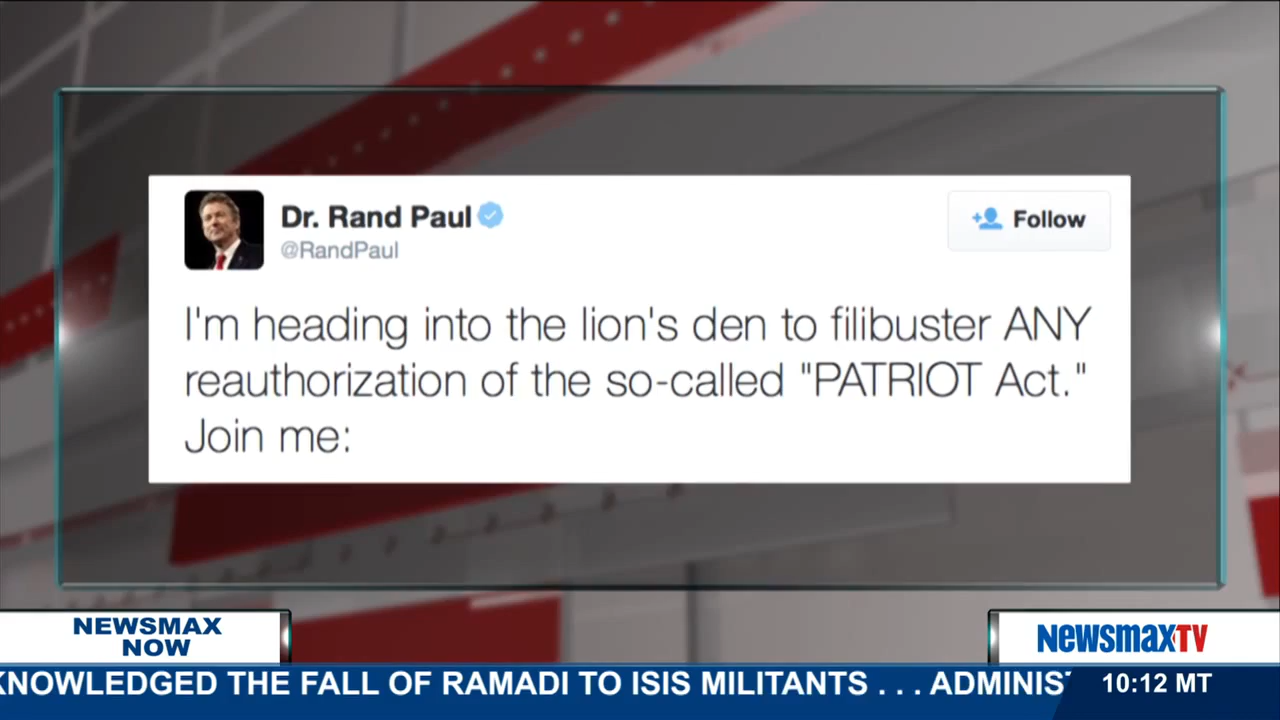 Dr. Rand Paul
@RandPaul
Follow
I'm heading into the lion's den to filibuster ANY
reauthorization of the so-called "PATRIOT Act."
Join me:
NEWSMAX
NOW
NEWSMAXTV
KNOWLEDGED THE FALL OF RAMADI TO ISIS MILITANTS . . . ADMINIS
10:12 MT